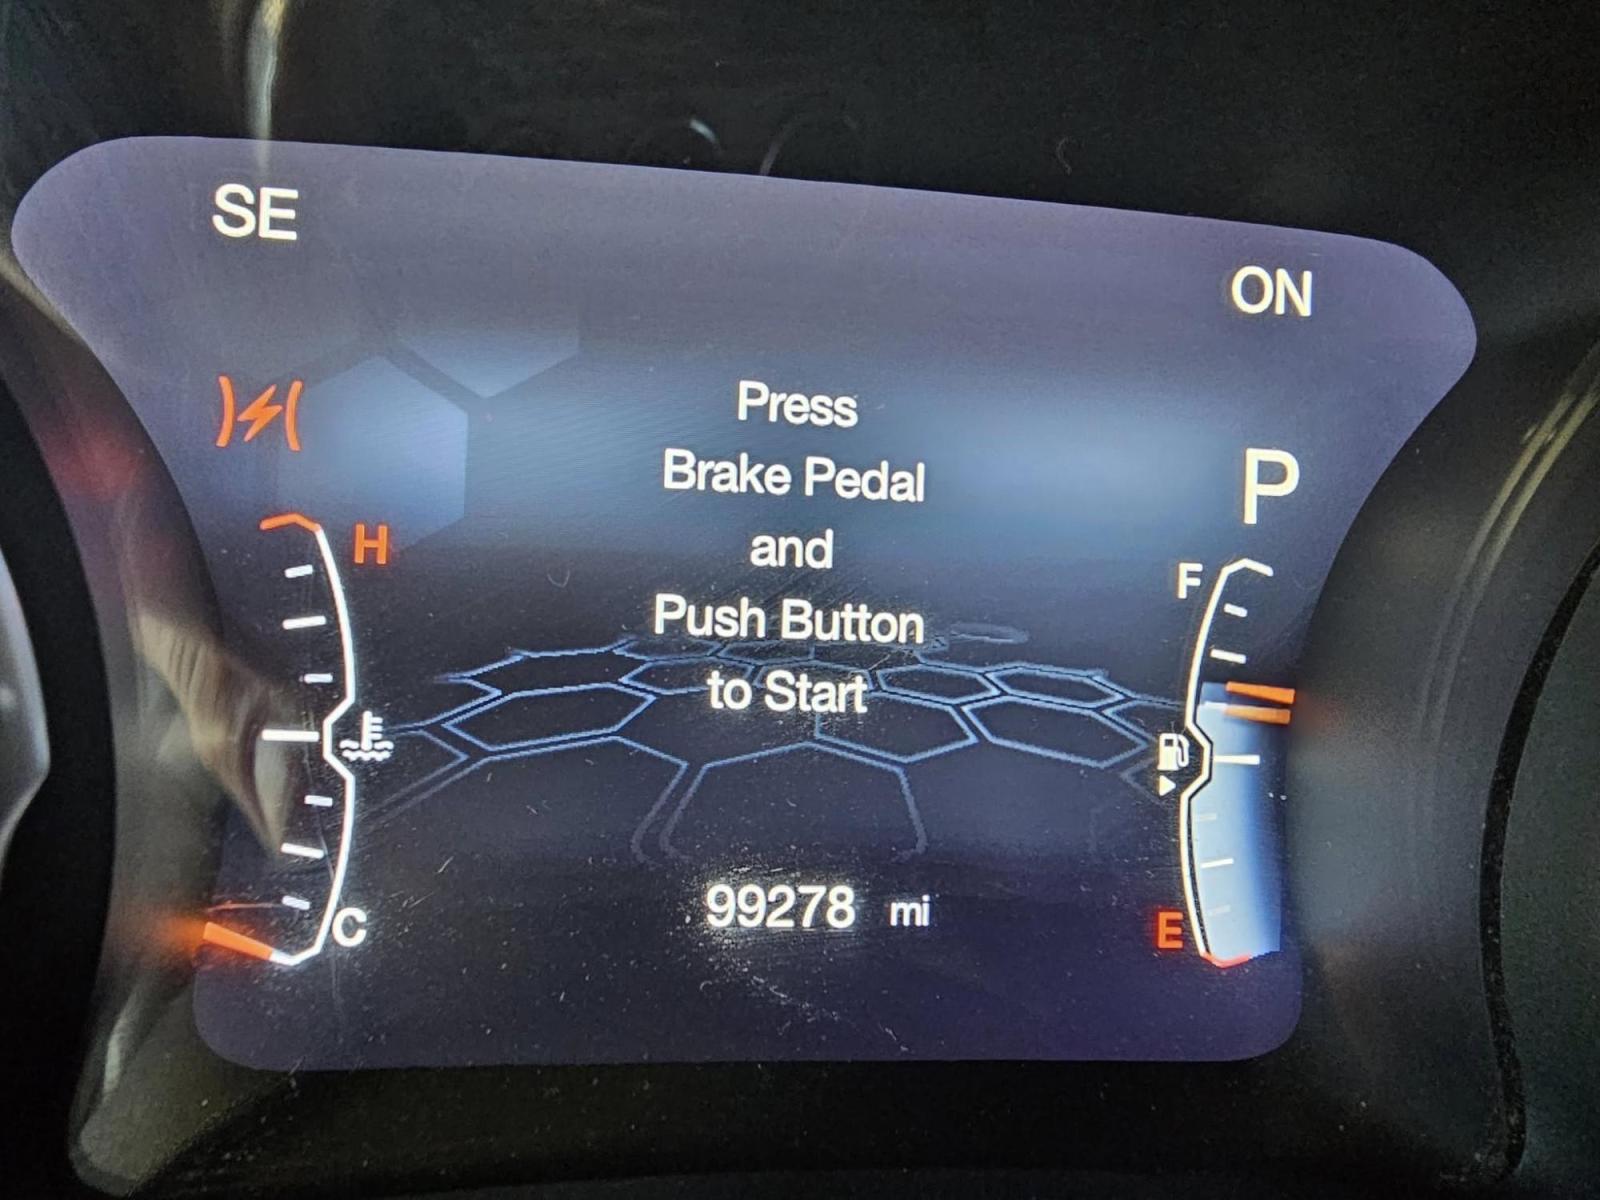 SE
ON
Press
Brake Pedal
and
Push Button
to Start
P
H
F
C
E
99278 mi